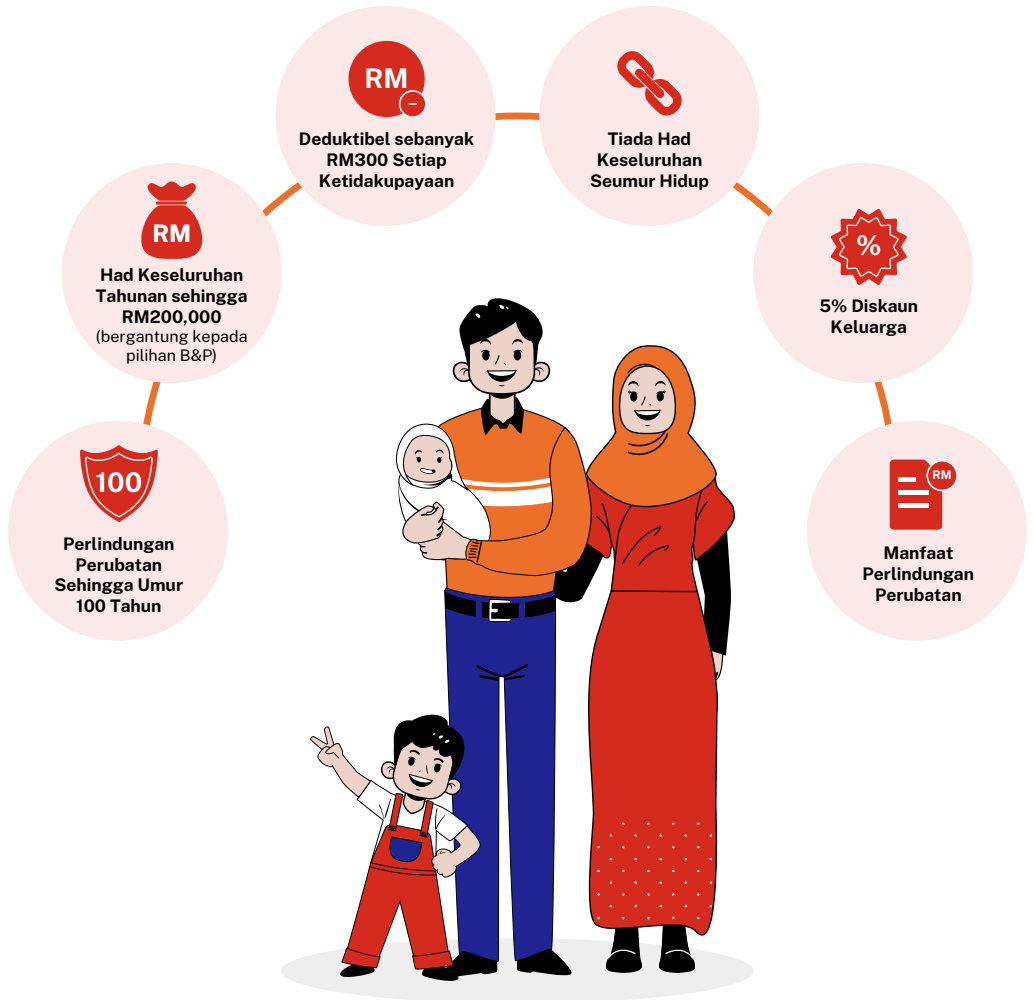 RM
Deduktibel sebanyak
RM300 Setiap
Ketidakupayaan
Tiada Had
Keseluruhan
Seumur Hidup
RM
Had Keseluruhan
Tahunan sehingga
RM200,000
(bergantung kepada
pilihan B&P)
%
5% Diskaun
Keluarga
100
Perlindungan
Perubatan
Sehingga Umur
100 Tahun
RM
Manfaat
Perlindungan
Perubatan